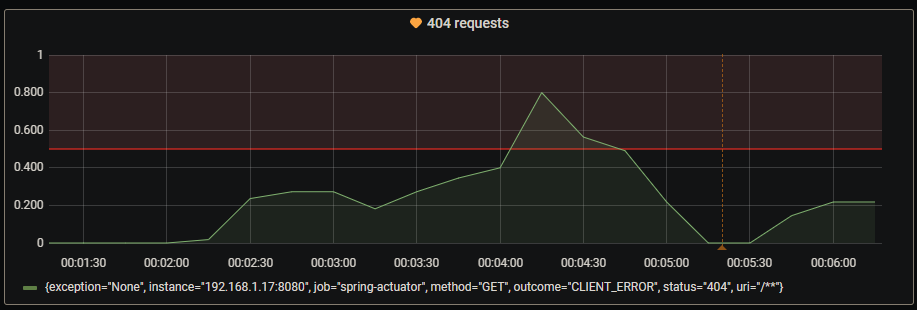 404 requests
1
0.800
0.600
0.400
0.200
0
00:01:30 00:02:00 00:02:30 00:03:00 00:03:30 00:04:00 00:04:30 00:05:00 00:05:30 00:06:00
{exception="None", instance="192.168.1.17:8080", job="spring-actuator", method="GET", outcome="CLIENT_ERROR", status="404", uri="/**"}